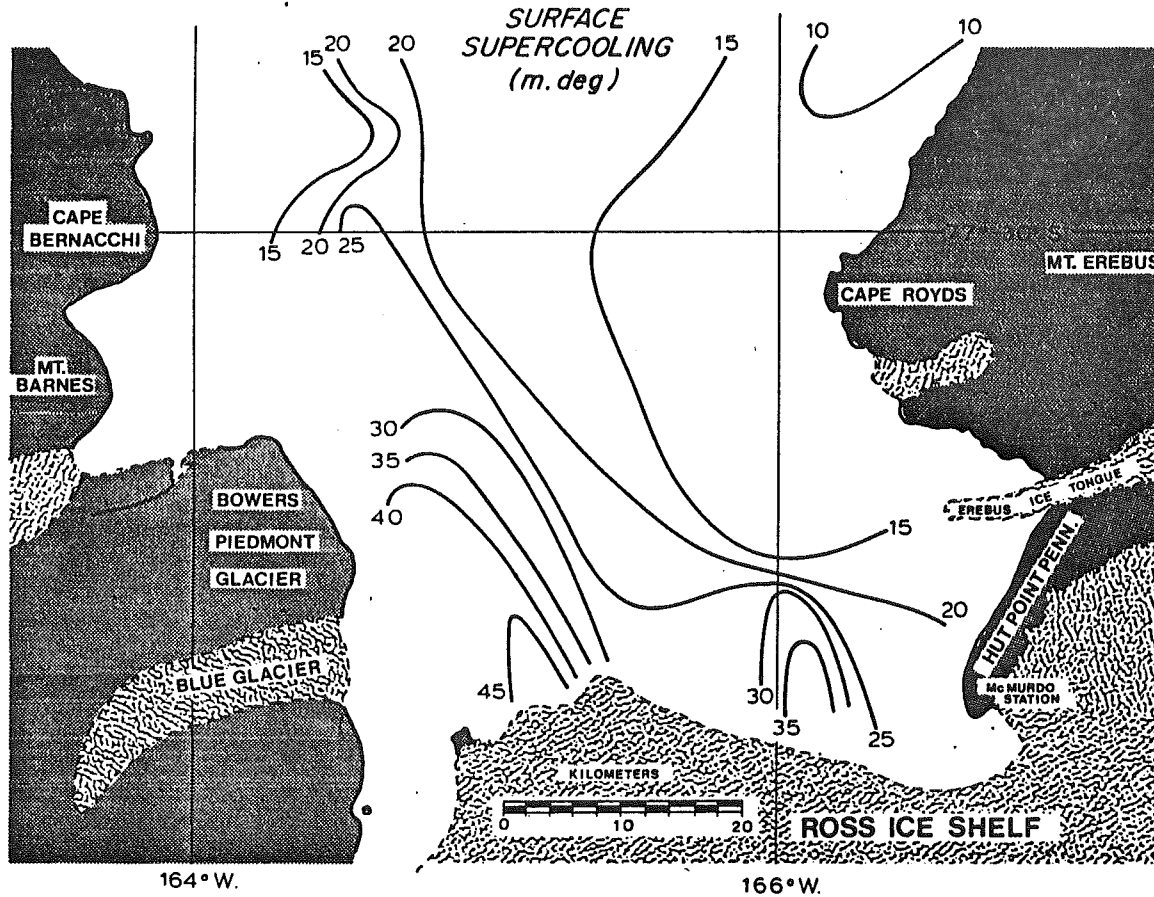 SURFACE
SUPERCOOLING
(m. deg)
15
20
20
15
10
10
CAPE
BERNACCHI
15
20
25
MT. EREBUS
CAPE ROYDS
MT.
BARNES
30
35
40
BOWERS
PIEDMONT
GLACIER
EREBUS ICE TONGUE
15
20
HUT POINT PENN.
BLUE GLACIER
45
30
35
25
McMURDO
STATION
KILOMETERS
0
10
20
ROSS ICE SHELF
164° W.
166° W.